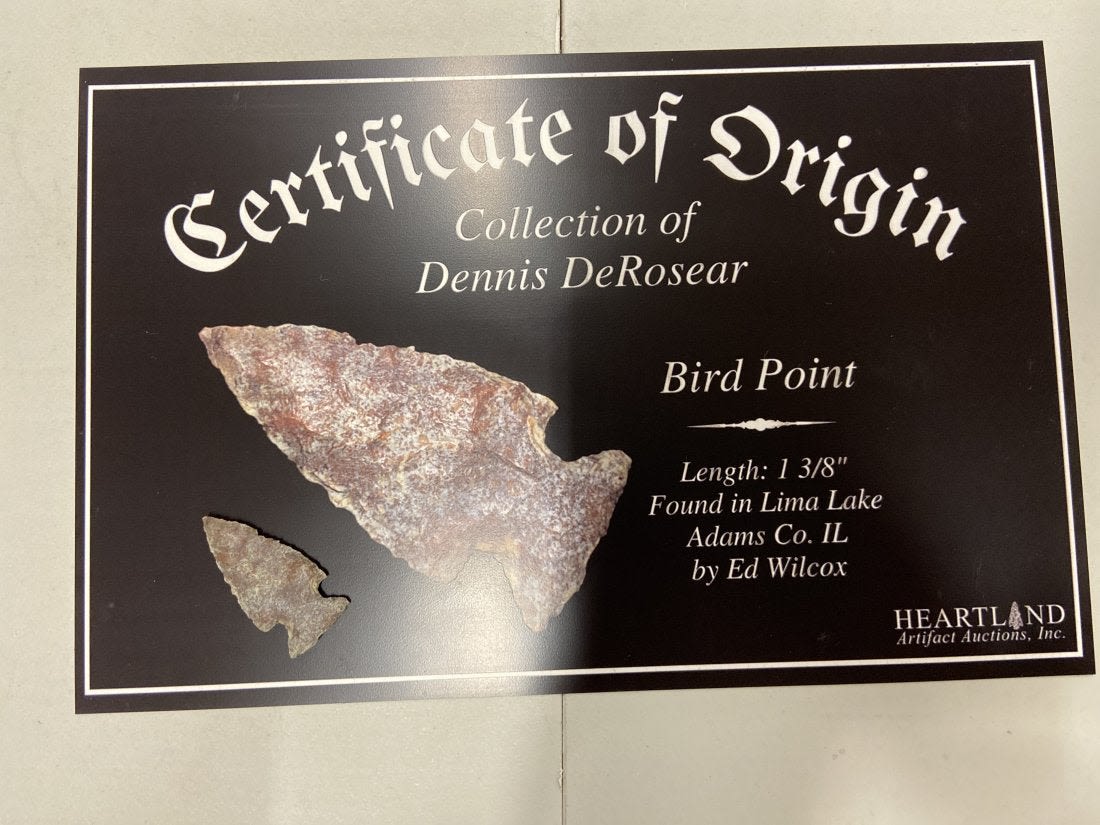 Certificate of Origin
Collection of
Dennis DeRosear
Bird Point
Length: 1 3/8"
Found in Lima Lake
Adams Co. IL
by Ed Wilcox
HEARTLAND
Artifact Auctions, Inc.